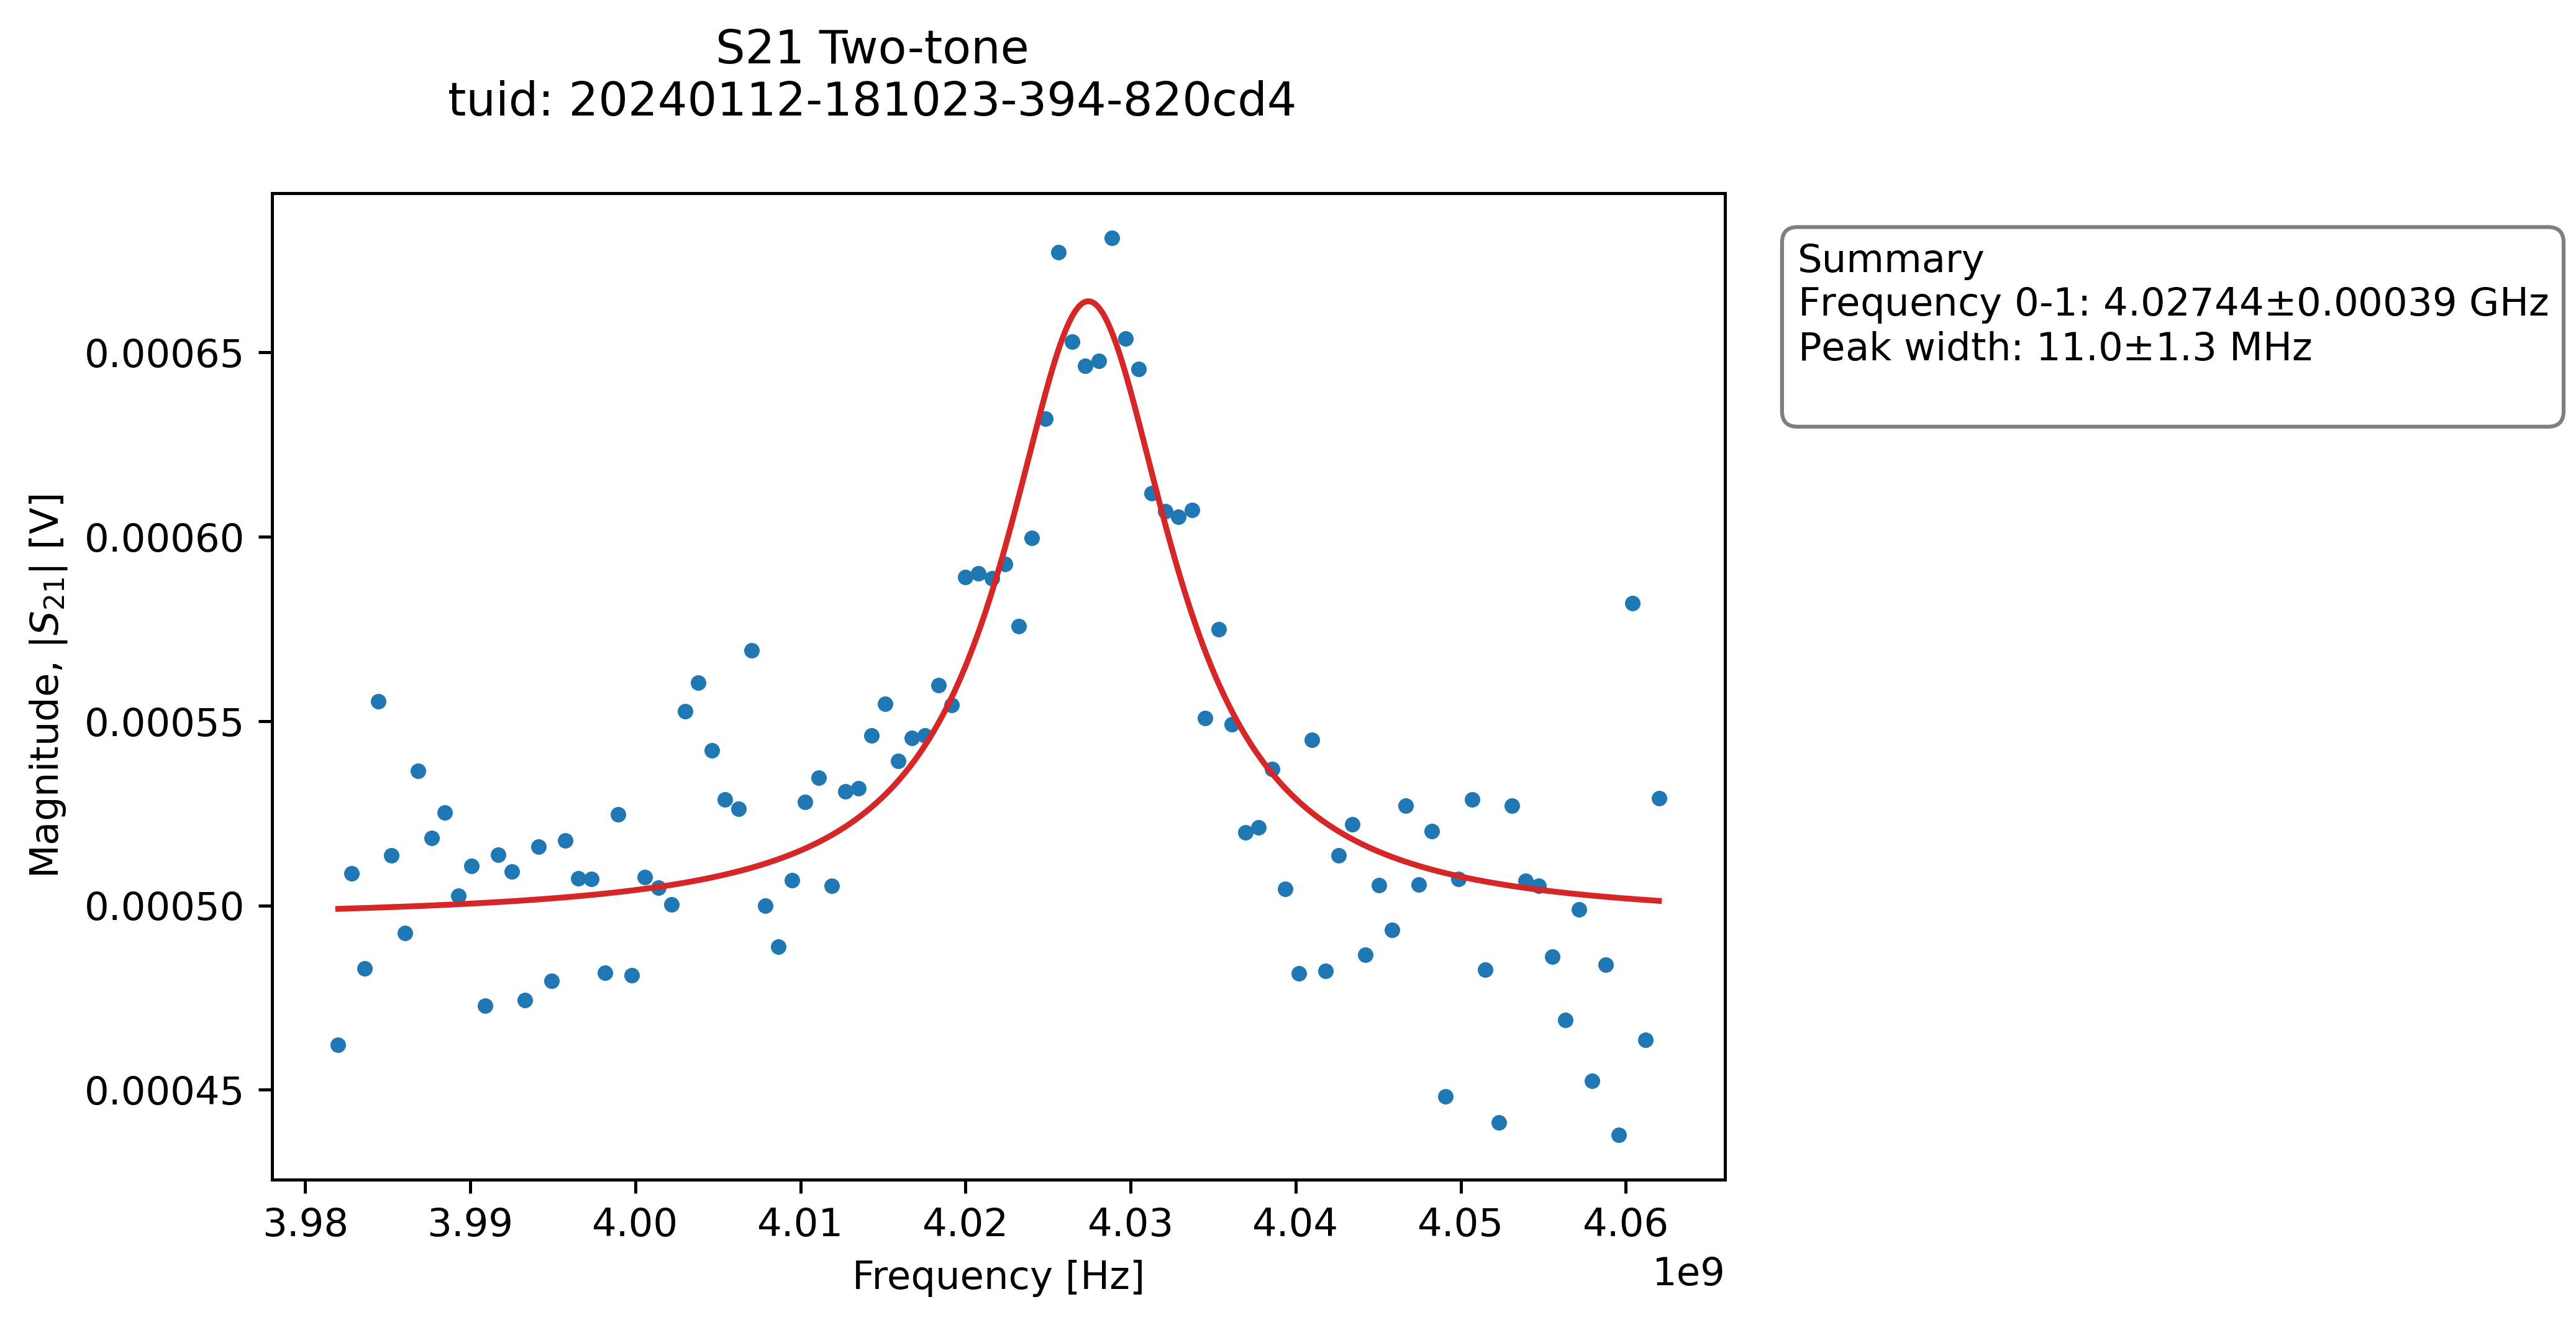 S21 Two-tone
tuid: 20240112-181023-394-820cd4
Summary
Frequency 0-1: 4.02744±0.00039 GHz
Peak width: 11.0±1.3 MHz
Magnitude, |S21| [V]
0.00065
0.00060
0.00055
0.00050
0.00045
3.98 3.99 4.00 4.01 4.02 4.03 4.04 4.05 4.06
1e9
Frequency [Hz]